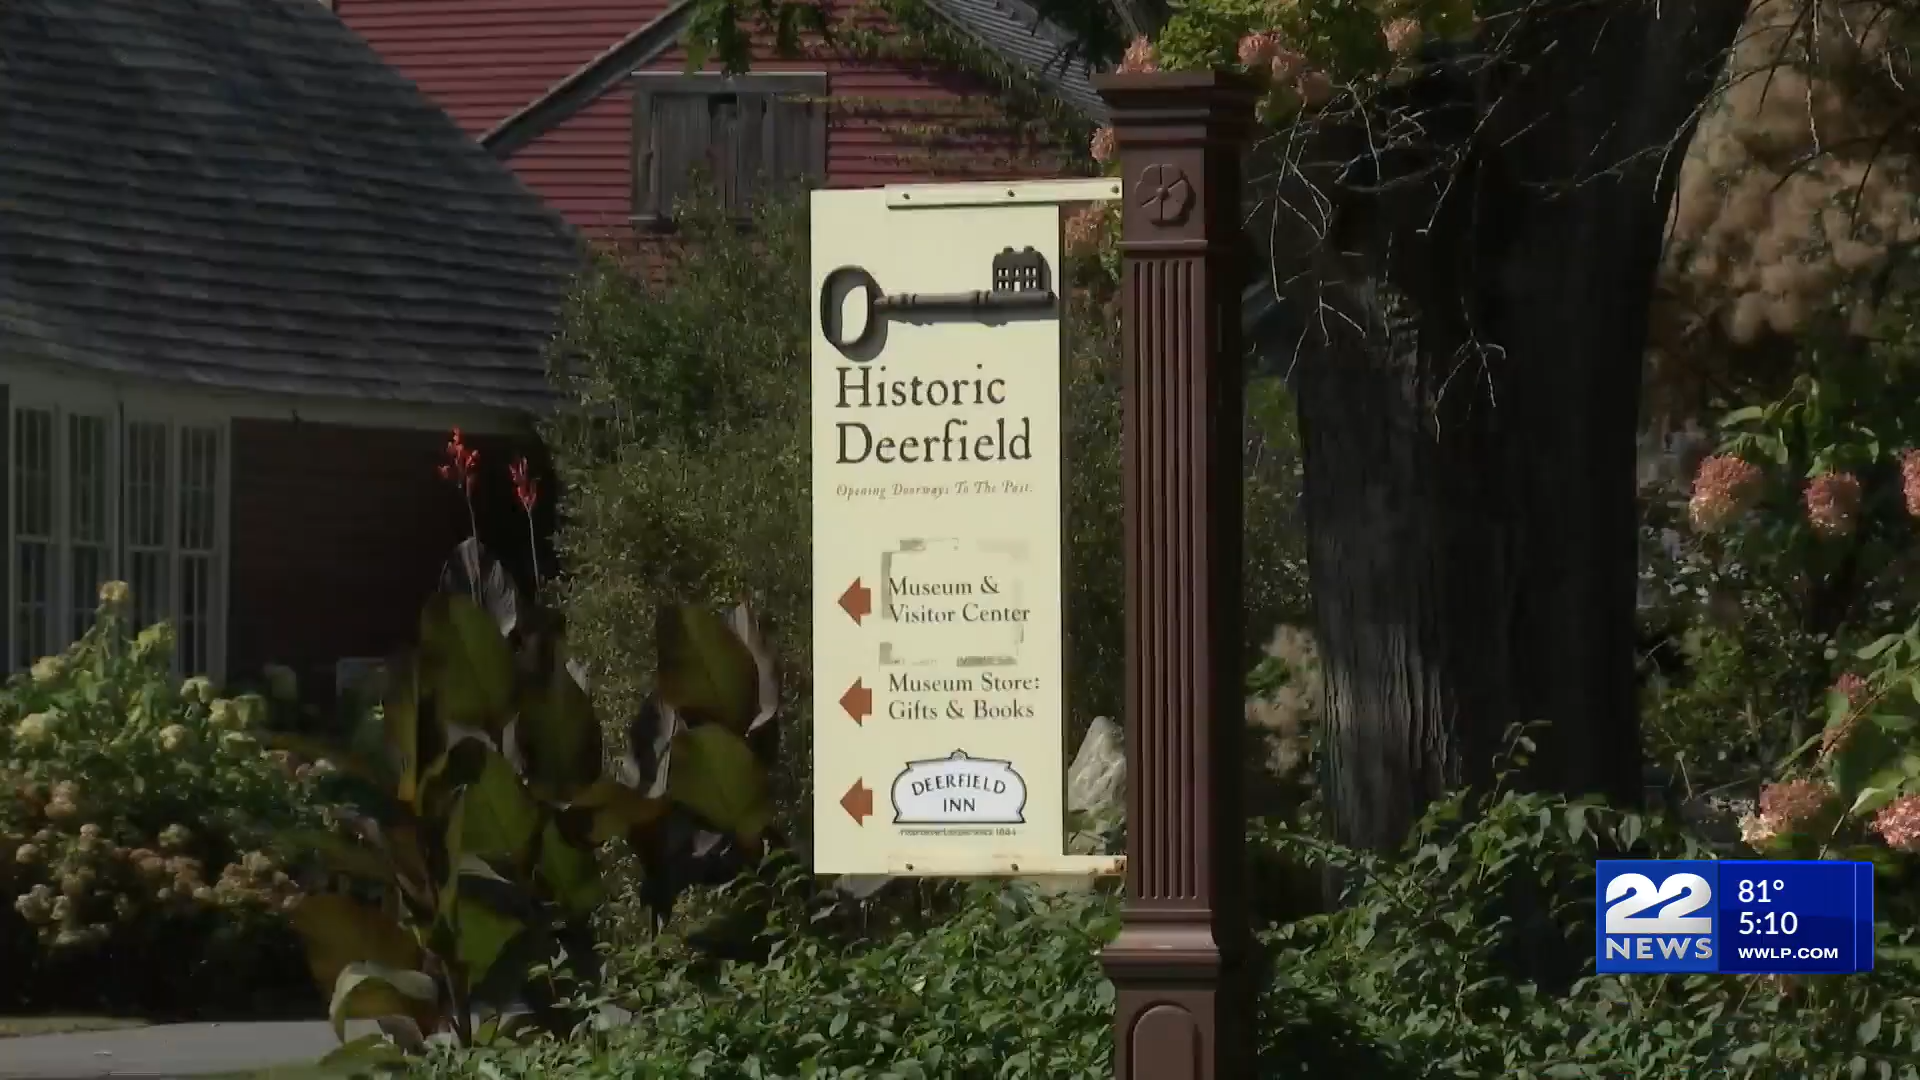 Historic
Deerfield
Opening Doorways To The Past.
Museum &
Visitor Center
Museum Store:
Gifts & Books
DEERFIELD
INN
22
NEWS
81°
5:10
WWLP.COM